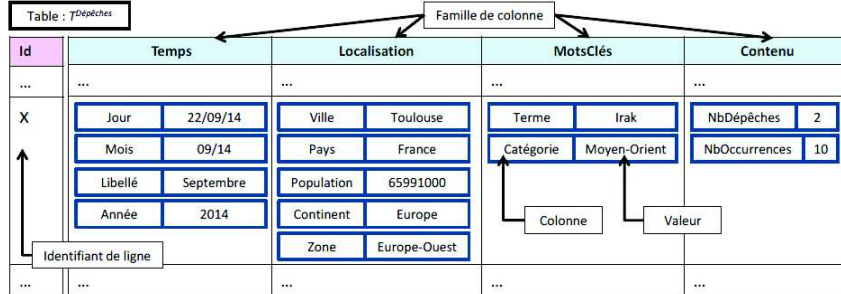 Table : T^Dépêches
Famille de colonne
Id Temps Localisation MotsClés Contenu
... ... ... ... ...
X Jour 22/09/14 Ville Toulouse Terme Irak NbDépêches 2
Mois 09/14 Pays France Catégorie Moyen-Orient NbOccurrences 10
Libellé Septembre Population 65991000
Année 2014 Continent Europe Colonne Valeur
Zone Europe-Ouest
Identifiant de ligne
... ... ... ... ...